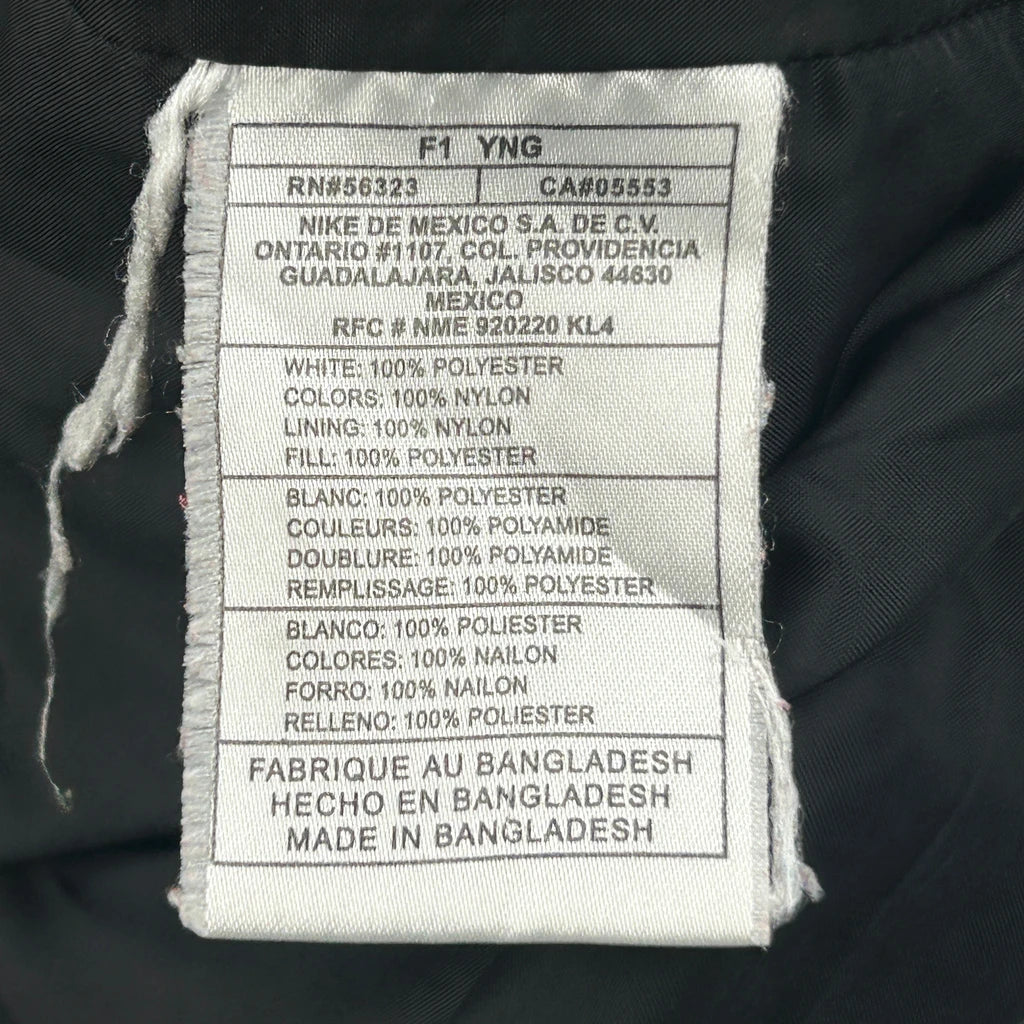 F1 YNG
RN#56323 CA#05553
NIKE DE MEXICO S.A. DE C.V.
ONTARIO #1107, COL. PROVIDENCIA
GUADALAJARA, JALISCO 44630
MEXICO
RFC # NME 920220 KL4
WHITE: 100% POLYESTER
COLORS: 100% NYLON
LINING: 100% NYLON
FILL: 100% POLYESTER
BLANC: 100% POLYESTER
COULEURS: 100% POLYAMIDE
DOUBLURE: 100% POLYAMIDE
REMPLISSAGE: 100% POLYESTER
BLANCO: 100% POLIESTER
COLORES: 100% NAILON
FORRO: 100% NAILON
RELLENO: 100% POLIESTER
FABRIQUE AU BANGLADESH
HECHO EN BANGLADESH
MADE IN BANGLADESH